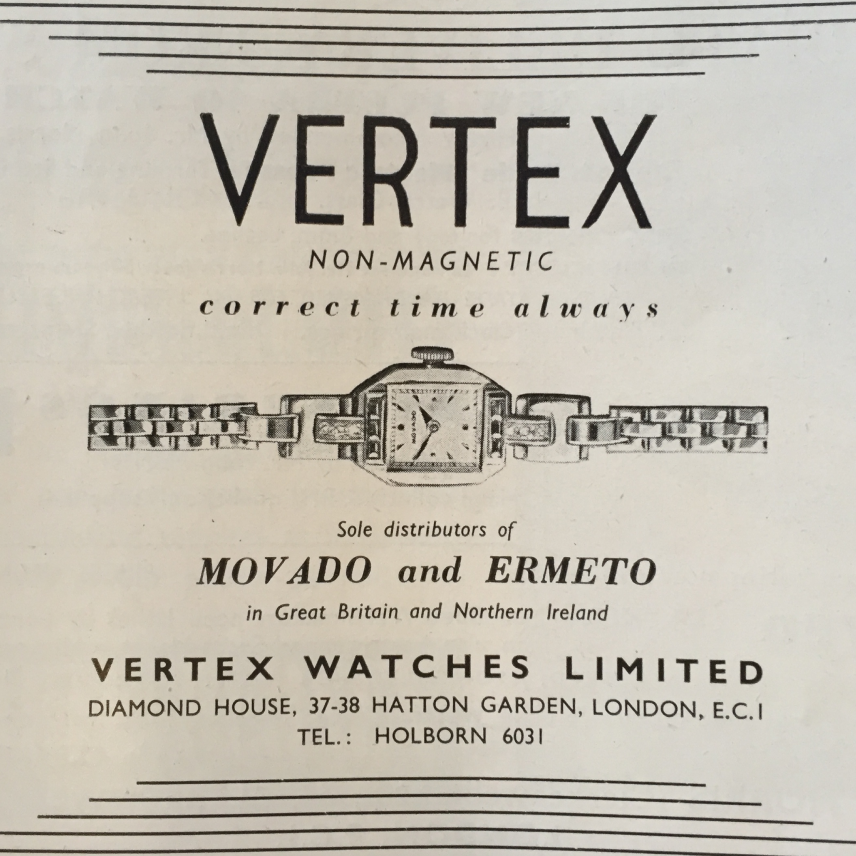 VERTEX
NON-MAGNETIC
correct time always
MOVADO
Sole distributors of
MOVADO and ERMETO
in Great Britain and Northern Ireland
VERTEX WATCHES LIMITED
DIAMOND HOUSE, 37-38 HATTON GARDEN, LONDON, E.C.1
TEL.: HOLBORN 6031